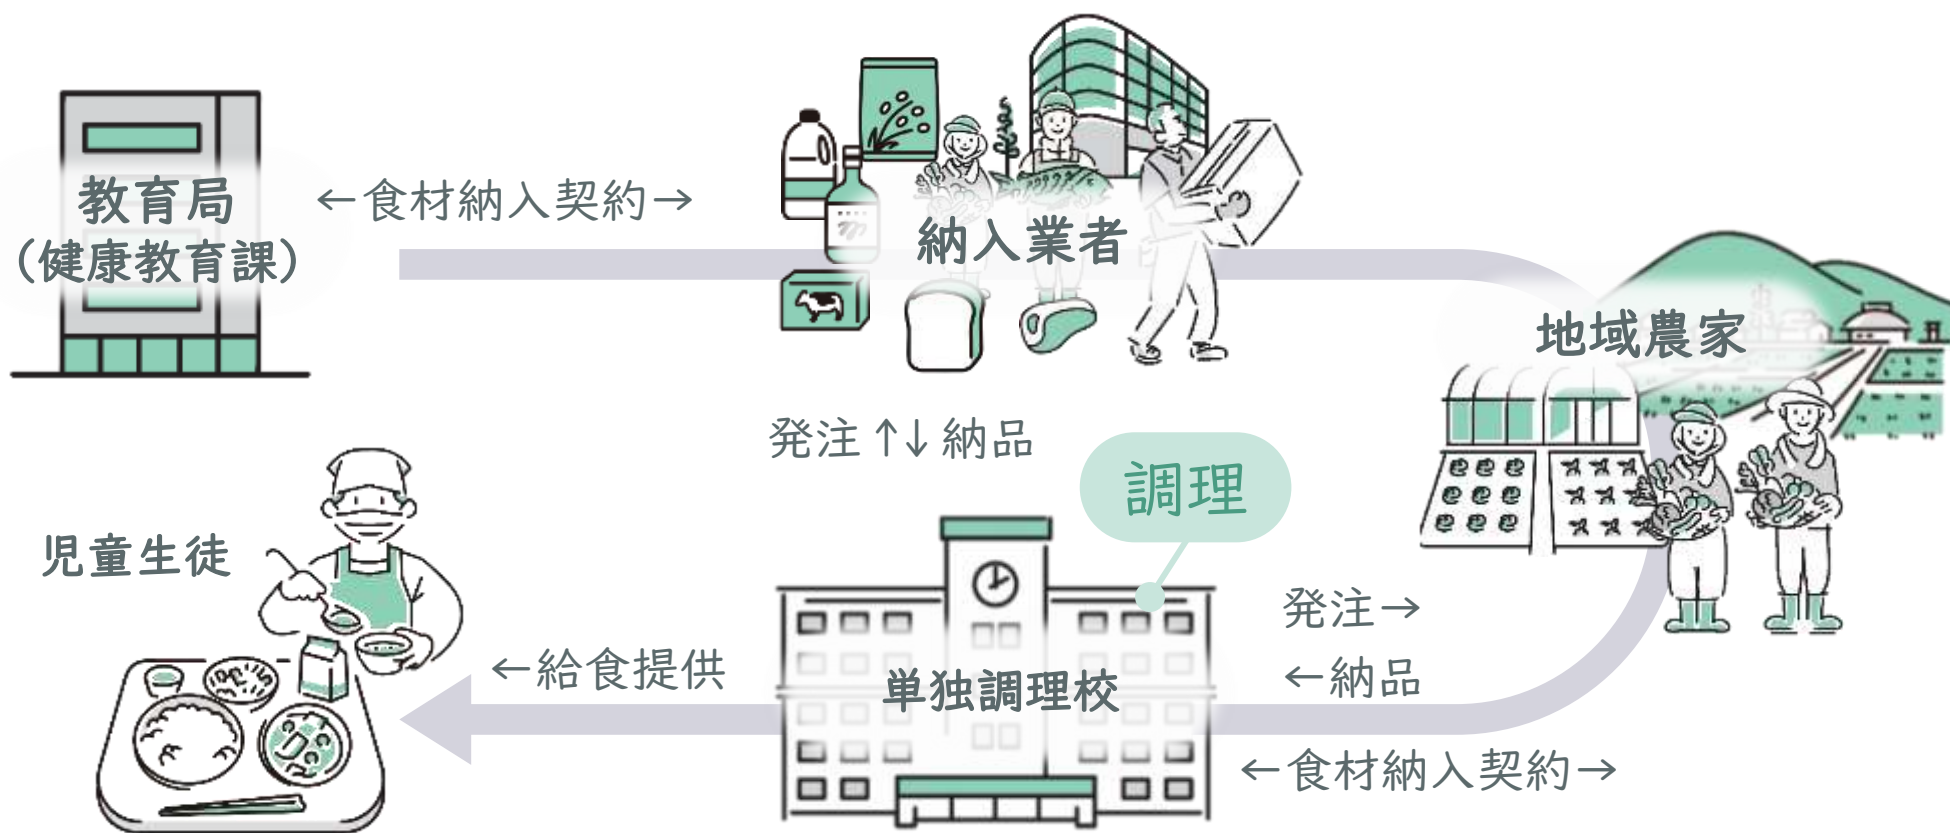 教育局
（健康教育課）
←食材納入契約→
納入業者
地域農家
発注↑↓納品
調理
児童生徒
←給食提供
単独調理校
発注→
←納品
←食材納入契約→